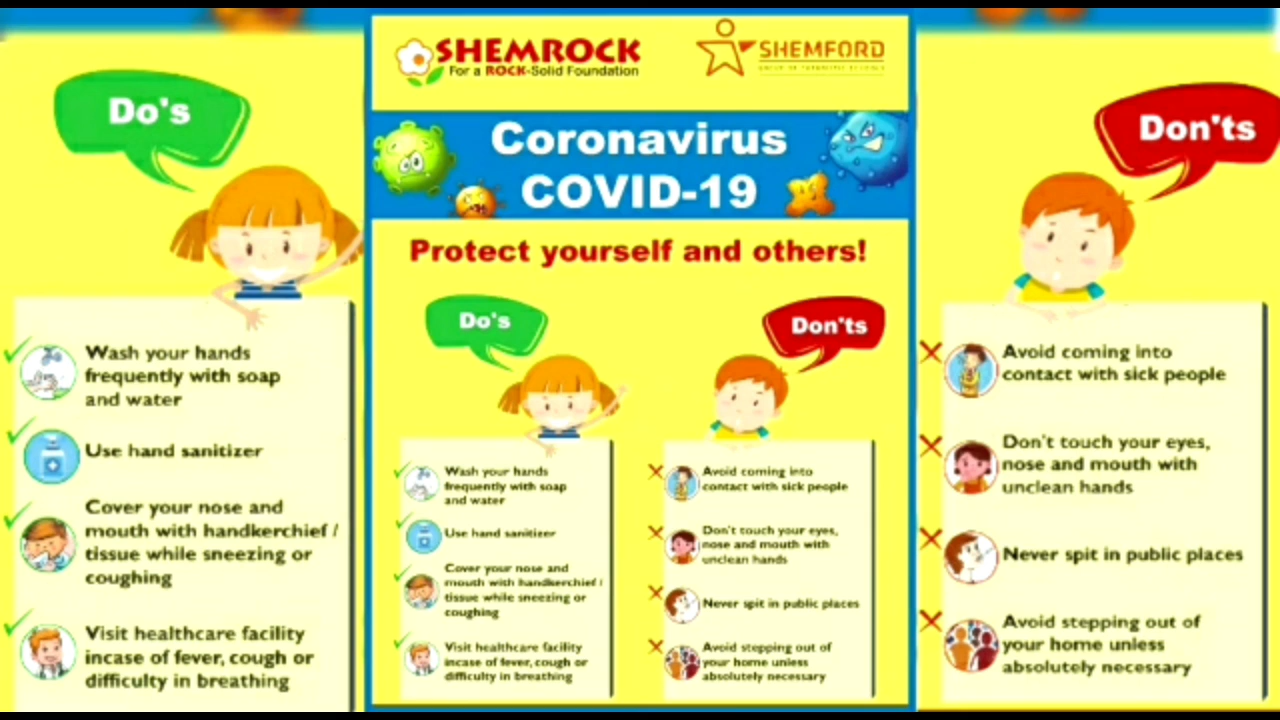 Do's
Wash your hands
frequently with soap
and water
Use hand sanitizer
Cover your nose and
mouth with handkerchief /
tissue while sneezing or
coughing
Visit healthcare facility
incase of fever, cough or
difficulty in breathing
SHEMROCK
For a ROCK-Solid Foundation
SHEMFORD
Coronavirus
COVID-19
Protect yourself and others!
Do's
Wash your hands
frequently with soap
and water
Use hand sanitizer
Cover your nose and
mouth with handkerchief /
tissue while sneezing or
coughing
Visit healthcare facility
incase of fever, cough or
difficulty in breathing
Don'ts
Avoid coming into
contact with sick people
Don't touch your eyes,
nose and mouth with
unclean hands
Never spit in public places
Avoid stepping out of
your home unless
absolutely necessary
Don'ts
Avoid coming into
contact with sick people
Don't touch your eyes,
nose and mouth with
unclean hands
Never spit in public places
Avoid stepping out of
your home unless
absolutely necessary